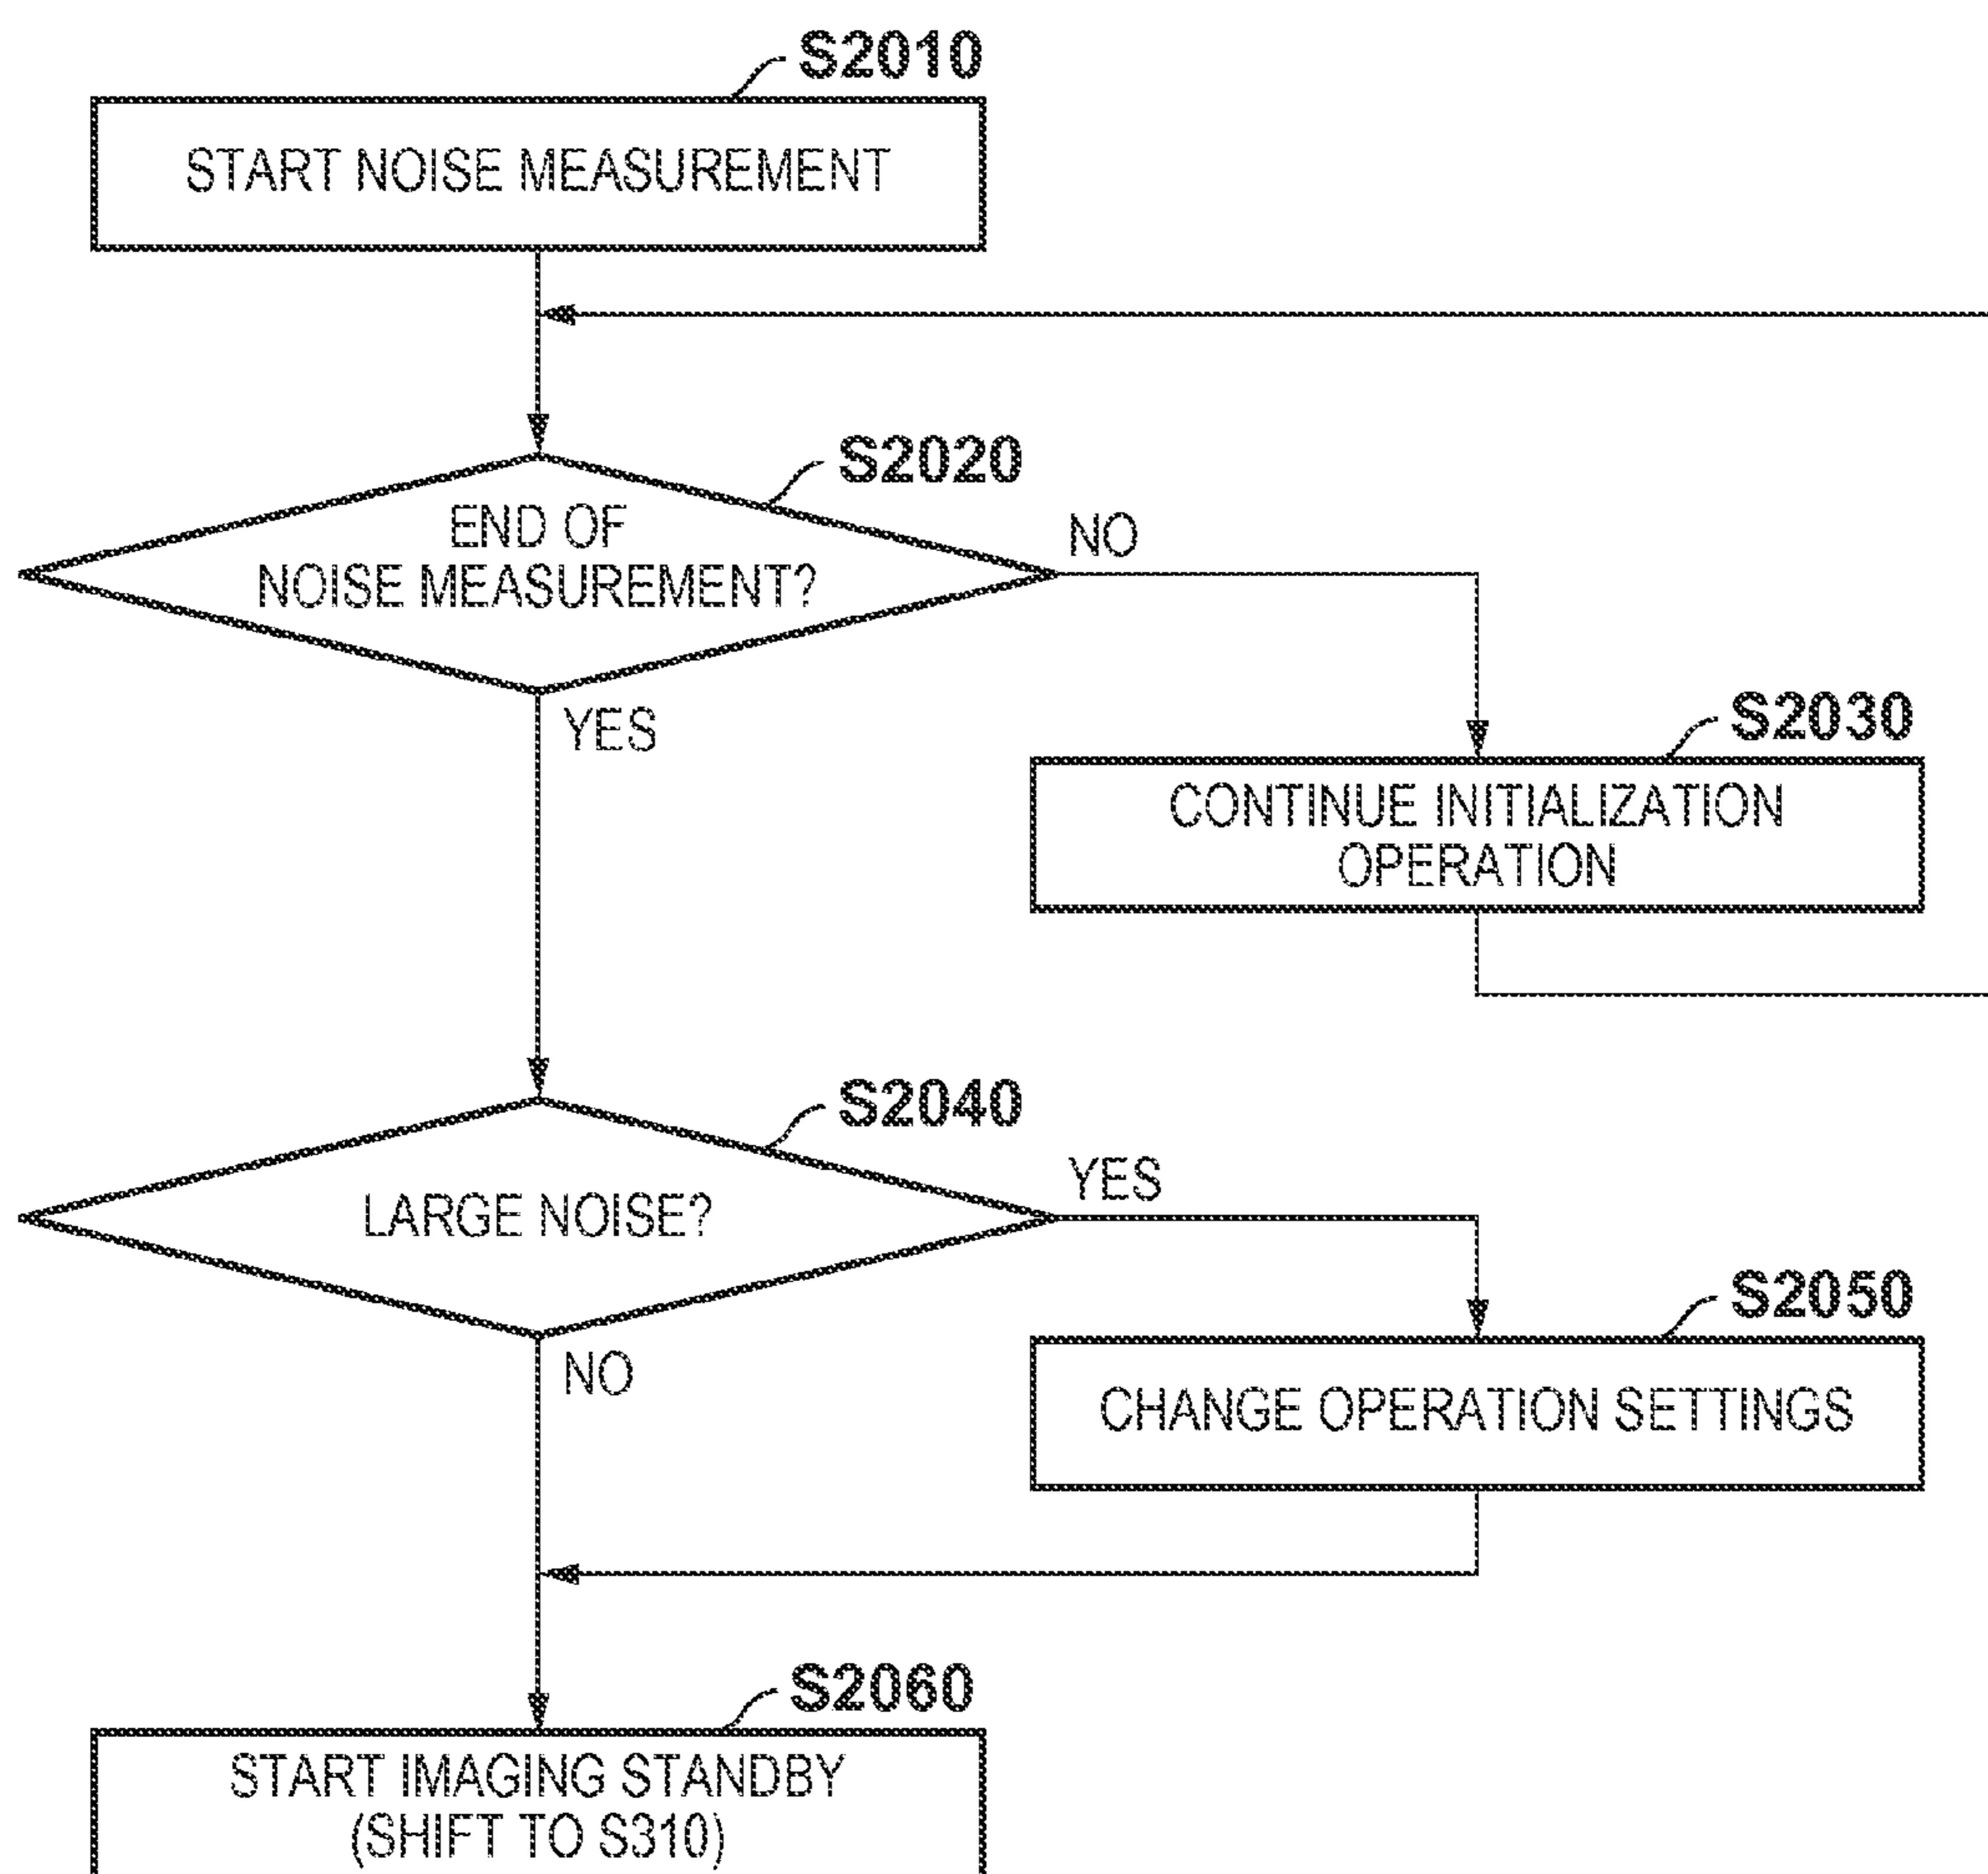 S2010
START NOISE MEASUREMENT
S2020
END OF
NOISE MEASUREMENT?
NO
YES
S2030
CONTINUE INITIALIZATION
OPERATION
S2040
LARGE NOISE?
YES
NO
S2050
CHANGE OPERATION SETTINGS
S2060
START IMAGING STANDBY
(SHIFT TO S310)